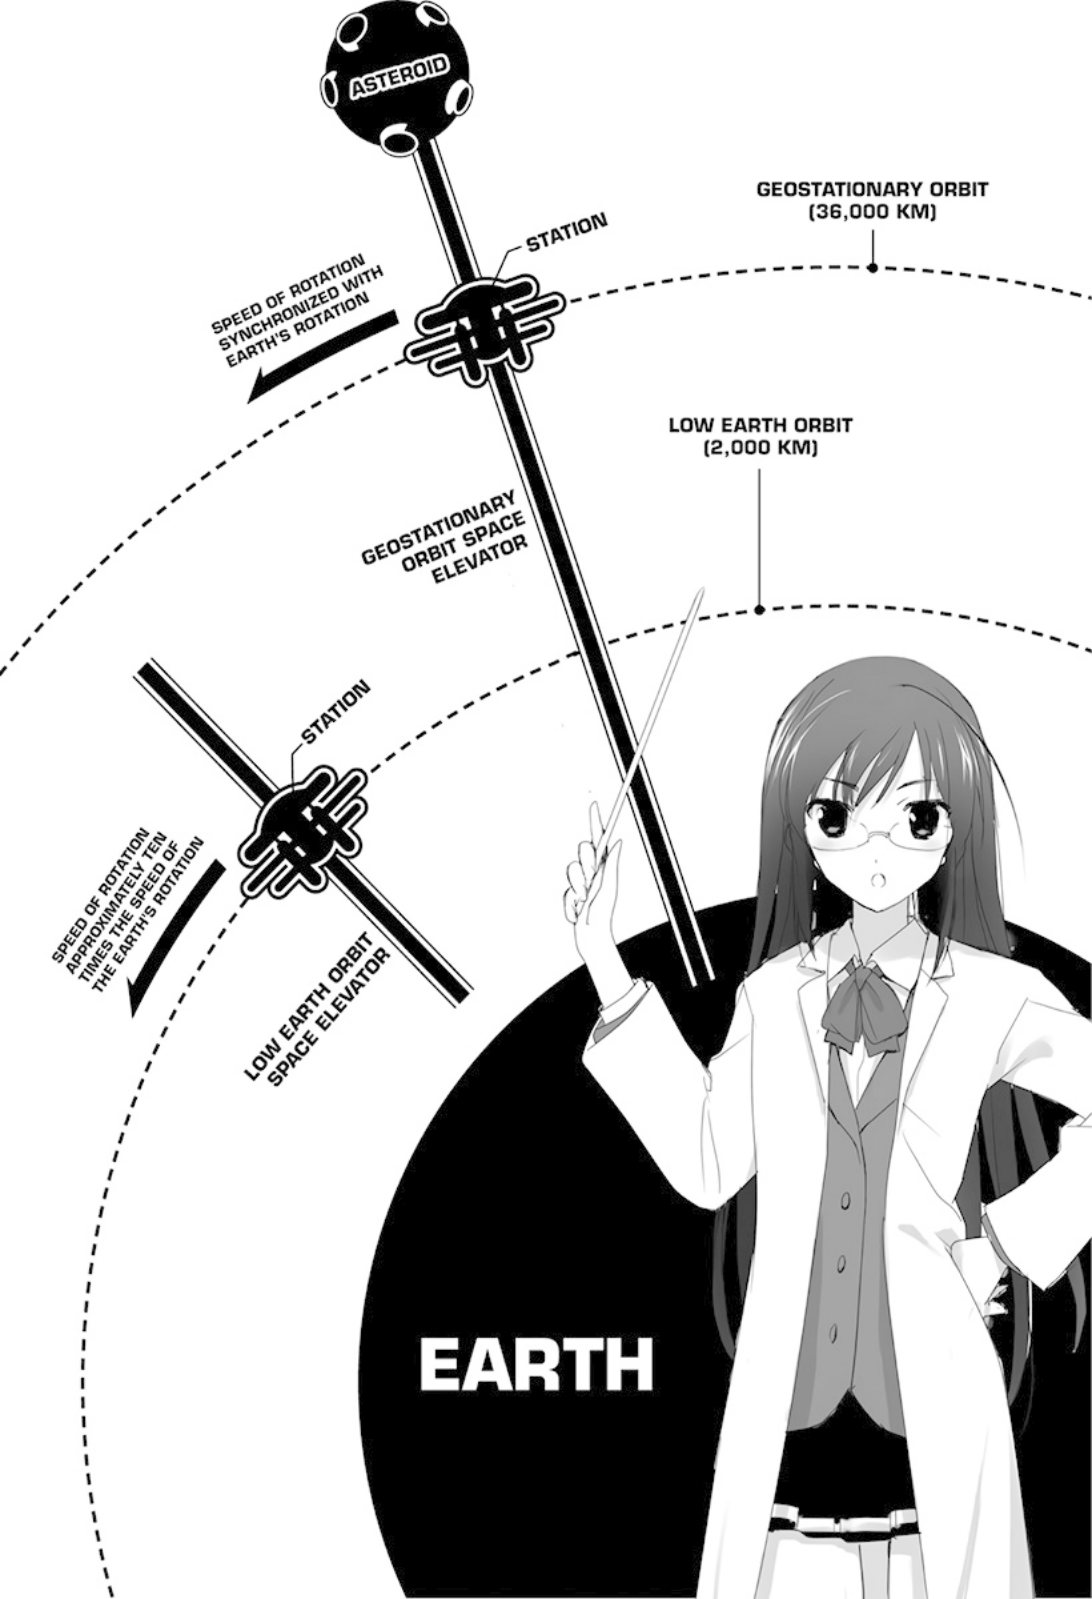 ASTEROID
GEOSTATIONARY ORBIT
(36,000 KM)
STATION
SPEED OF ROTATION
SYNCHRONIZED WITH
EARTH'S ROTATION
LOW EARTH ORBIT
(2,000 KM)
GEOSTATIONARY
ORBIT SPACE
ELEVATOR
STATION
SPEED OF ROTATION
APPROXIMATELY TEN
TIMES THE SPEED OF
THE EARTH'S ROTATION
LOW EARTH ORBIT
SPACE ELEVATOR
EARTH